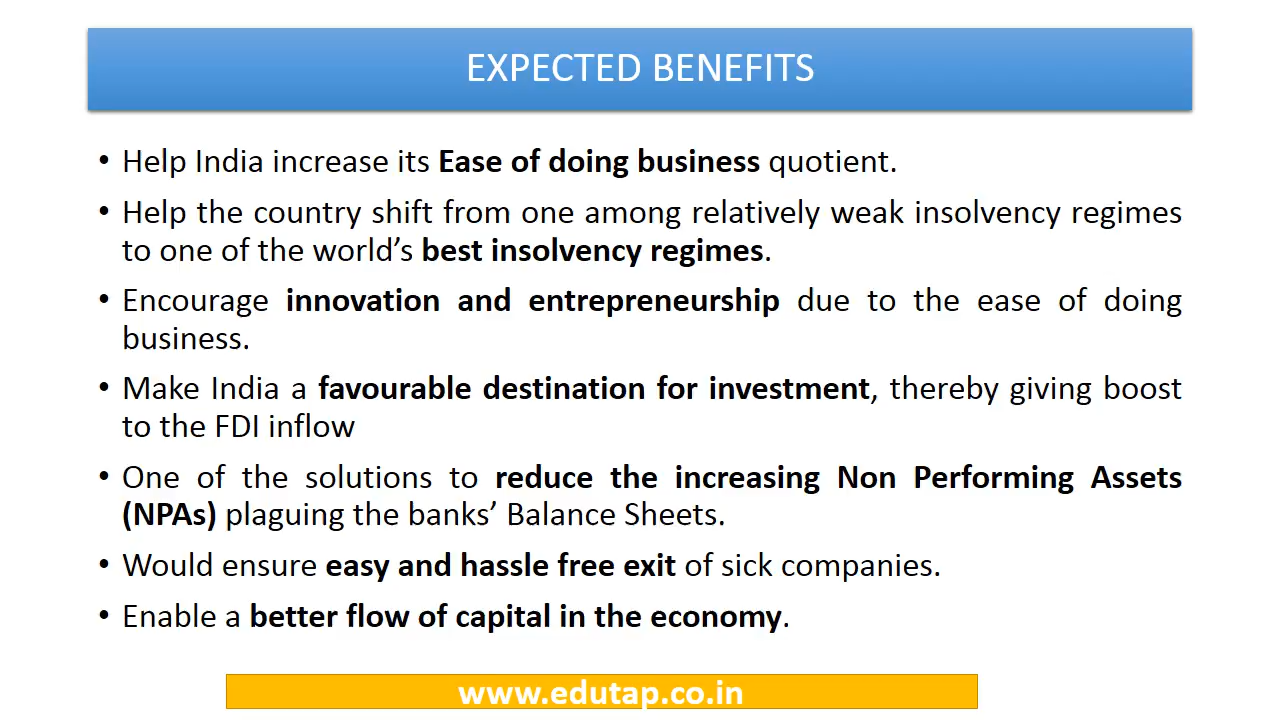 EXPECTED BENEFITS
• Help India increase its Ease of doing business quotient.
• Help the country shift from one among relatively weak insolvency regimes
to one of the world’s best insolvency regimes.
• Encourage innovation and entrepreneurship due to the ease of doing
business.
• Make India a favourable destination for investment, thereby giving boost
to the FDI inflow
• One of the solutions to reduce the increasing Non Performing Assets
(NPAs) plaguing the banks’ Balance Sheets.
• Would ensure easy and hassle free exit of sick companies.
• Enable a better flow of capital in the economy.
www.edutap.co.in